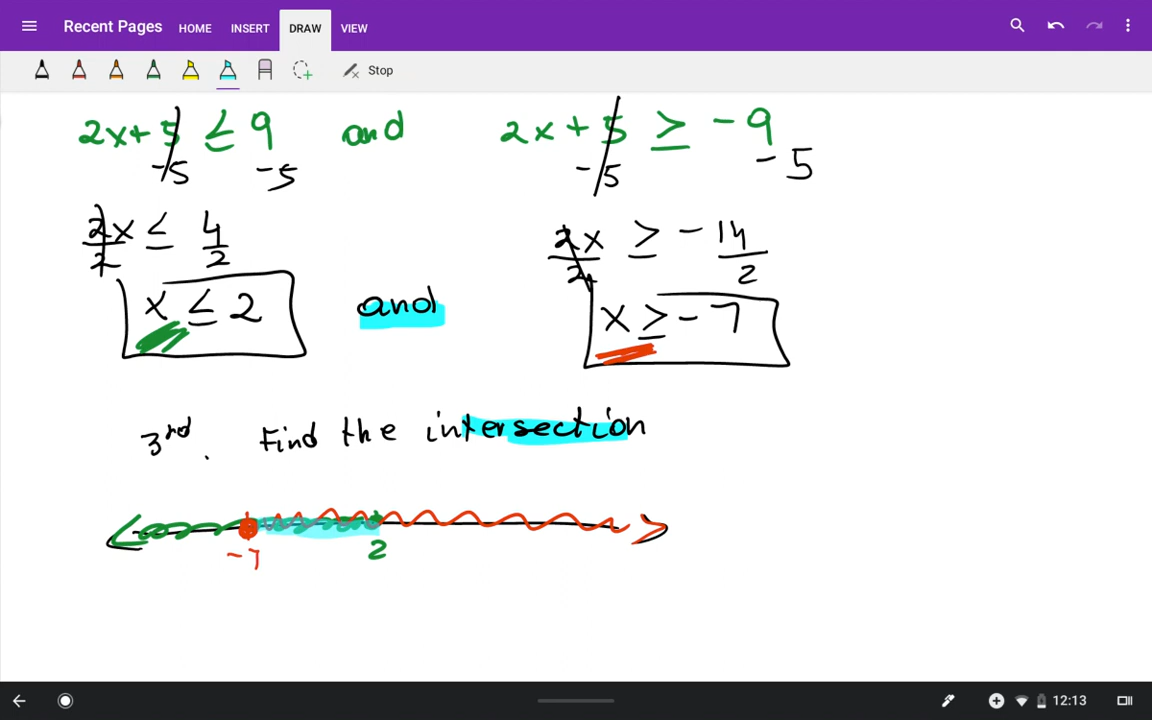 Recent Pages HOME INSERT DRAW VIEW
Stop
2x+5 ≤ 9 and 2x+5 ≥ -9
-5 -5 -5 -5
2x ≤ 4 2x ≥ -14
2 2 2 2
x ≤ 2 and x ≥ -7
3rd. Find the intersection
-7 2
12:13